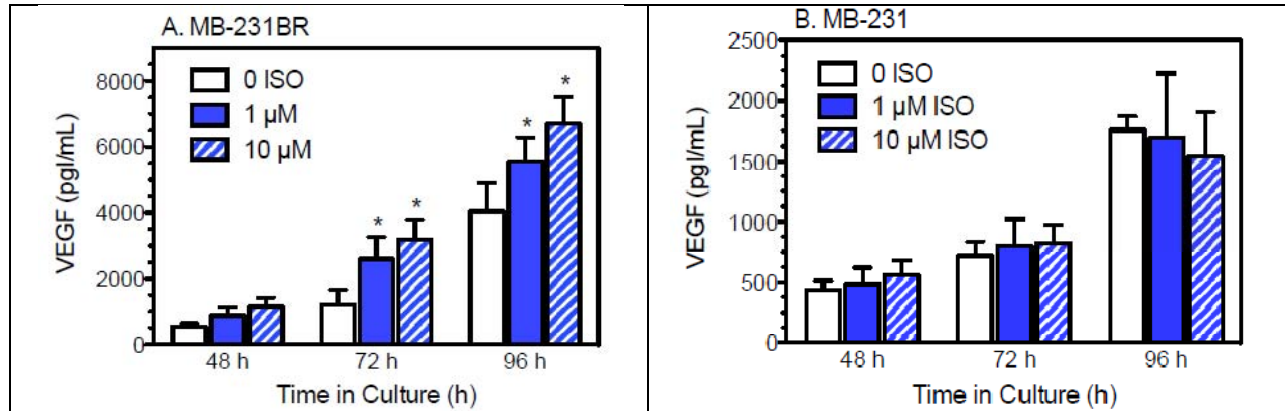 A. MB-231BR
VEGF (pgl/mL)
8000
6000
4000
2000
0
0 ISO
1 µM
10 µM
* * * *
48 h 72 h 96 h
Time in Culture (h)
B. MB-231
VEGF (pgl/mL)
2500
2000
1500
1000
500
0
0 ISO
1 µM ISO
10 µM ISO
48 h 72 h 96 h
Time in Culture (h)